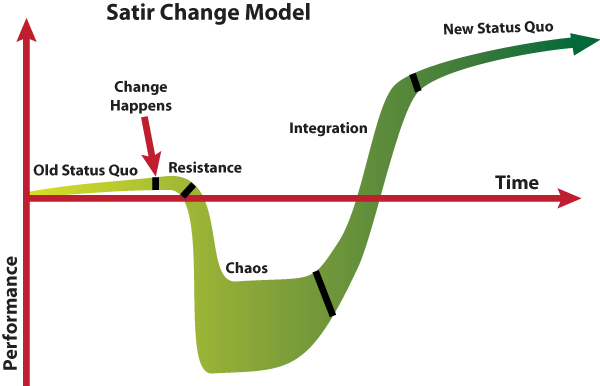 Satir Change Model
New Status Quo
Change
Happens
Integration
Old Status Quo
Resistance
Time
Chaos
Performance